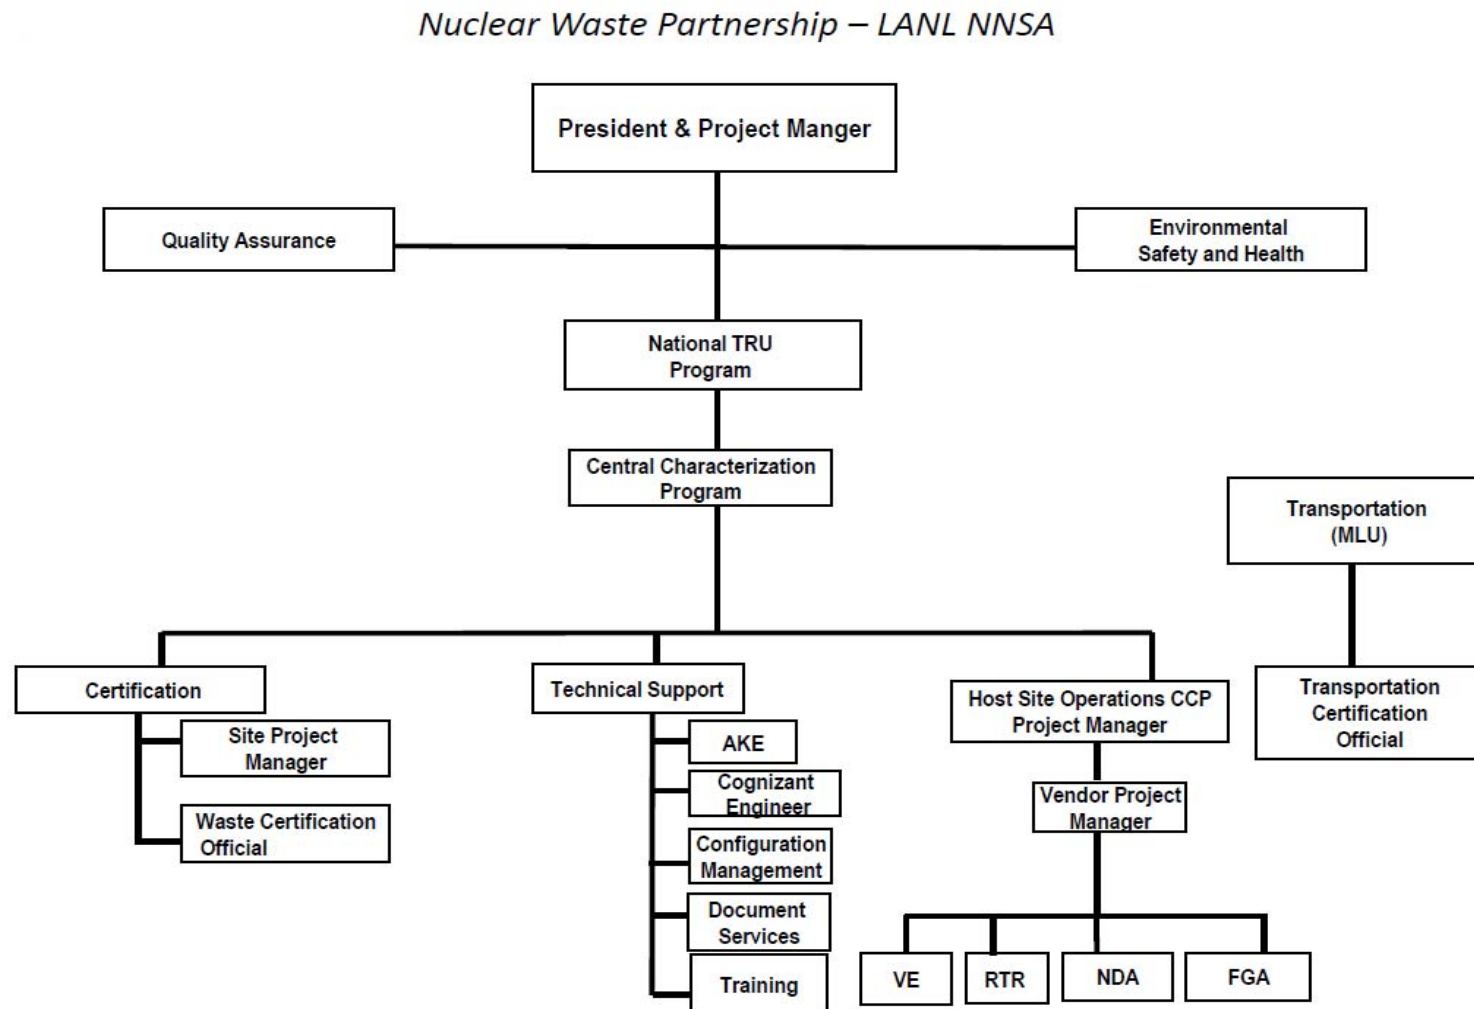 Nuclear Waste Partnership – LANL NNSA
President & Project Manger
Quality Assurance
Environmental
Safety and Health
National TRU
Program
Central Characterization
Program
Transportation
(MLU)
Certification
Technical Support
Host Site Operations CCP
Project Manager
Transportation
Certification
Official
Site Project
Manager
Waste Certification
Official
AKE
Cognizant
Engineer
Configuration
Management
Document
Services
Training
Vendor Project
Manager
VE
RTR
NDA
FGA